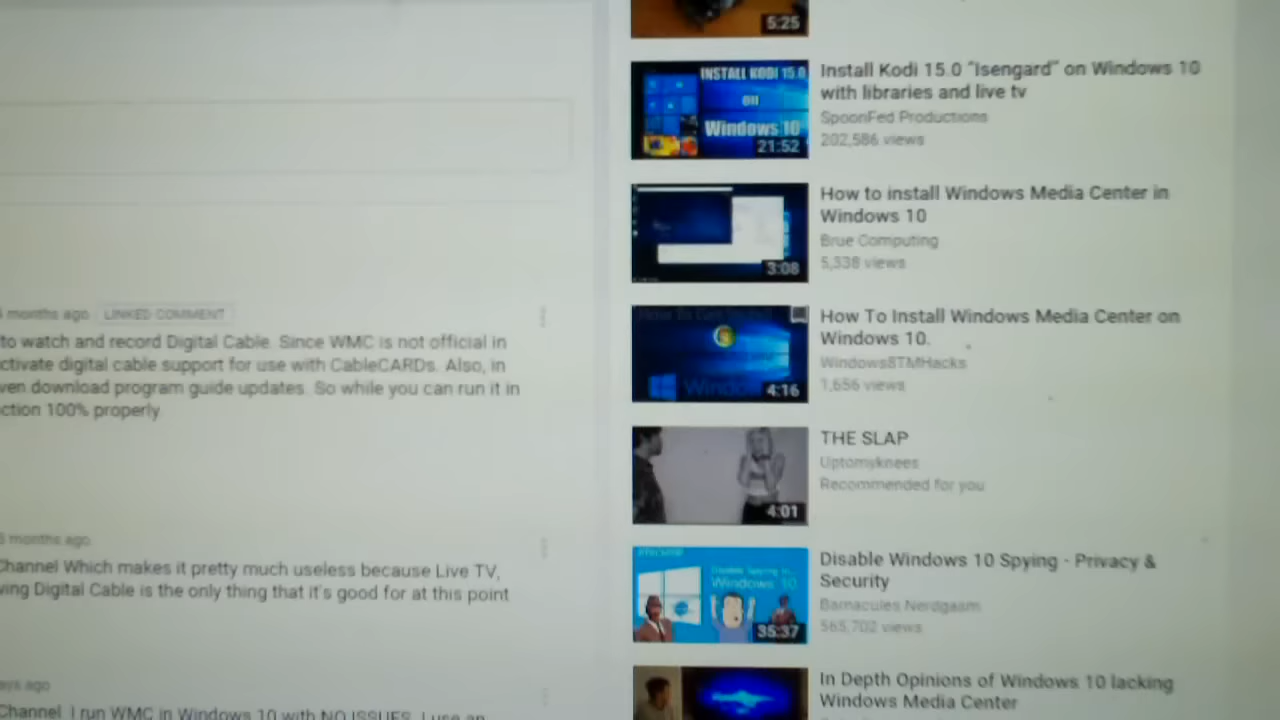 5:25
INSTALL KODI 15.0
on
Windows 10
21:52
Install Kodi 15.0 "Isengard" on Windows 10
with libraries and live tv
SpoonFed Productions
202,586 views
3:08
How to install Windows Media Center in
Windows 10
Brue Computing
5,338 views
4:16
How To Install Windows Media Center on
Windows 10.
Windows8TMHacks
1,656 views
4:01
THE SLAP
Uptomyknees
Recommended for you
Windows 10
35:37
Disable Windows 10 Spying - Privacy &
Security
Barnacules Nerdgasm
565,702 views
In Depth Opinions of Windows 10 lacking
Windows Media Center
months ago LINKED COMMENT
to watch and record Digital Cable. Since WMC is not official in
ctivate digital cable support for use with CableCARDs. Also, in
ven download program guide updates. So while you can run it in
ction 100% properly.
months ago
Channel Which makes it pretty much useless because Live TV,
ving Digital Cable is the only thing that it's good for at this point
ays ago
Channel I run WMC in Windows 10 with NO ISSUES. I use an